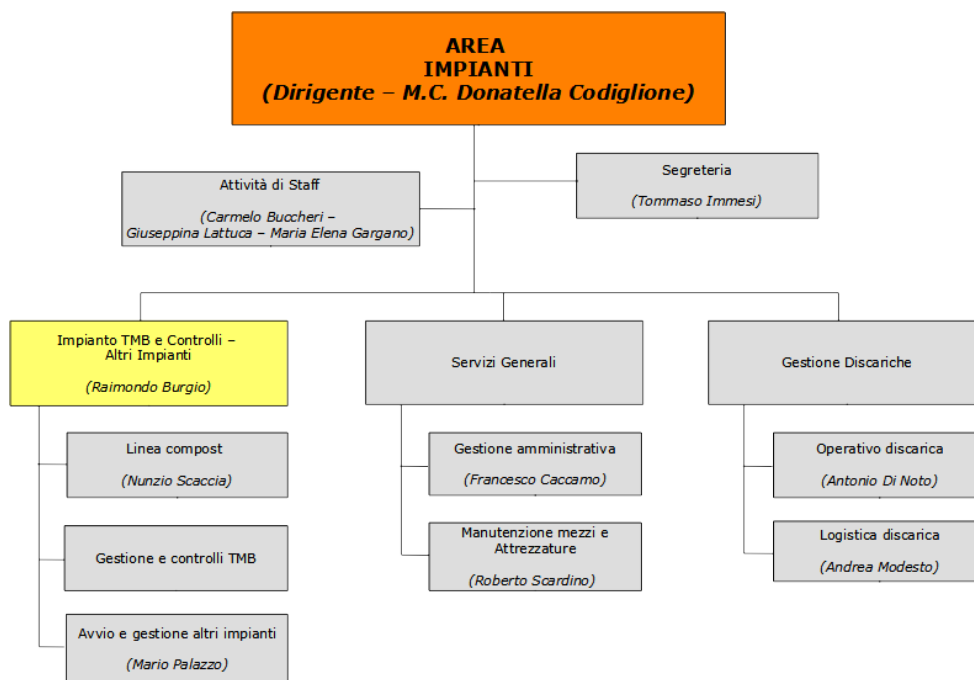 AREA
IMPIANTI
(Dirigente – M.C. Donatella Codiglione)
Attività di Staff
(Carmelo Buccheri –
Giuseppina Lattuca – Maria Elena Gargano)
Segreteria
(Tommaso Immesi)
Impianto TMB e Controlli –
Altri Impianti
(Raimondo Burgio)
Linea compost
(Nunzio Scaccia)
Gestione e controlli TMB
Avvio e gestione altri impianti
(Mario Palazzo)
Servizi Generali
Gestione amministrativa
(Francesco Caccamo)
Manutenzione mezzi e
Attrezzature
(Roberto Scardino)
Gestione Discariche
Operativo discarica
(Antonio Di Noto)
Logistica discarica
(Andrea Modesto)